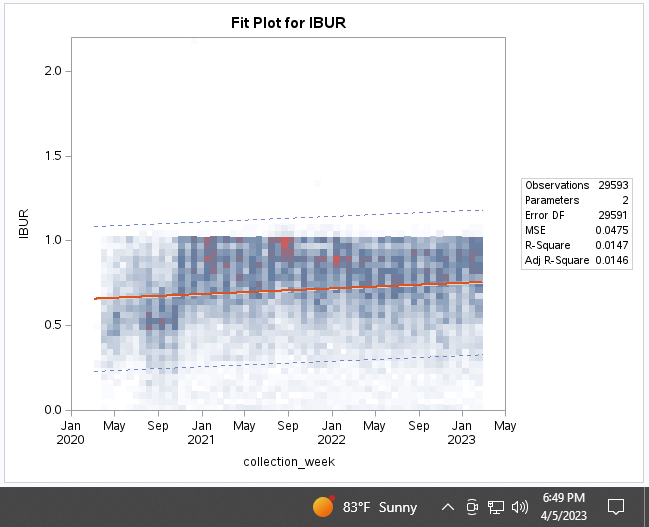 Fit Plot for IBUR
2.0
1.5
1.0
0.5
0.0
IBUR
Jan May Sep Jan May Sep Jan May Sep Jan May
2020 2021 2022 2023
collection_week
Observations 29593
Parameters 2
Error DF 29591
MSE 0.0475
R-Square 0.0147
Adj R-Square 0.0146
83°F Sunny
6:49 PM
4/5/2023